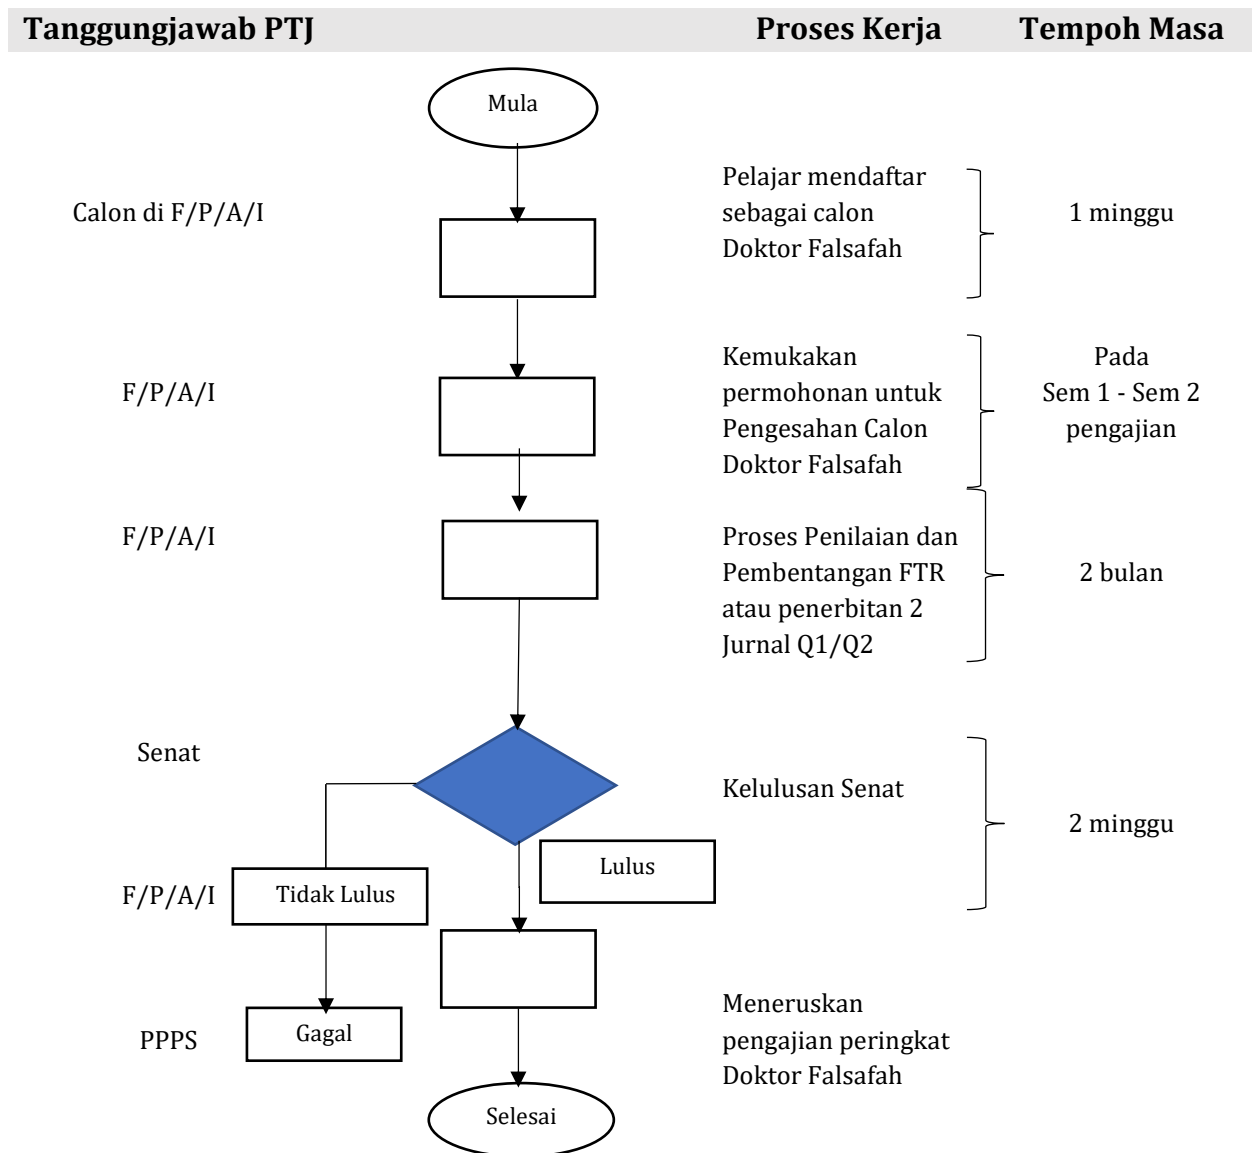 Tanggungjawab PTJ Proses Kerja Tempoh Masa
Mula
Calon di F/P/A/I
Pelajar mendaftar
sebagai calon
Doktor Falsafah
1 minggu
F/P/A/I
Kemukakan
permohonan untuk
Pengesahan Calon
Doktor Falsafah
Pada
Sem 1 - Sem 2
pengajian
F/P/A/I
Proses Penilaian dan
Pembentangan FTR
atau penerbitan 2
Jurnal Q1/Q2
2 bulan
Senat
Kelulusan Senat
2 minggu
Lulus
F/P/A/I
Tidak Lulus
PPPS
Gagal
Meneruskan
pengajian peringkat
Doktor Falsafah
Selesai